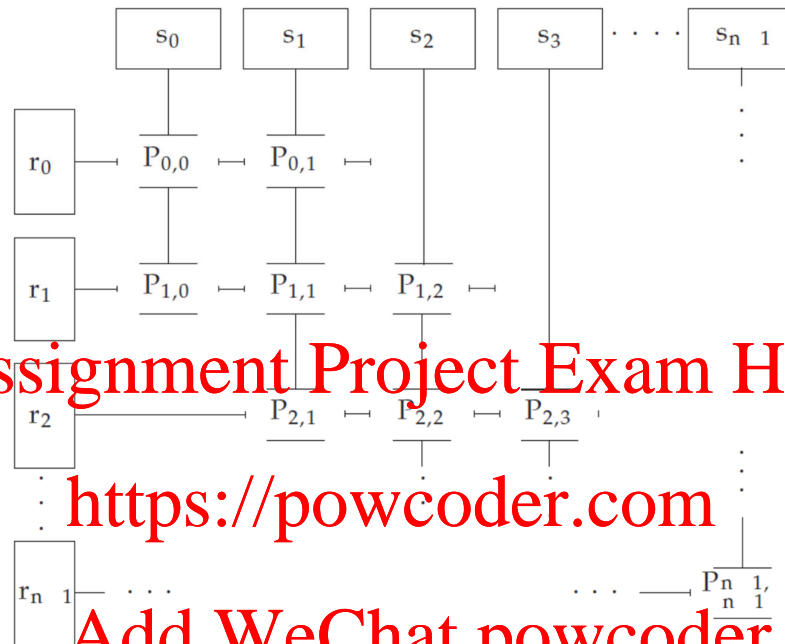 s0 s1 s2 s3 · · · · sn 1
r0 P0,0 P0,1
r1 P1,0 P1,1 P1,2
ssignment Project Exam H
r2 P2,1 P2,2 P2,3
https://powcoder.com
rn 1 · · · · · · Pn 1,
n 1
Add WeChat powcoder